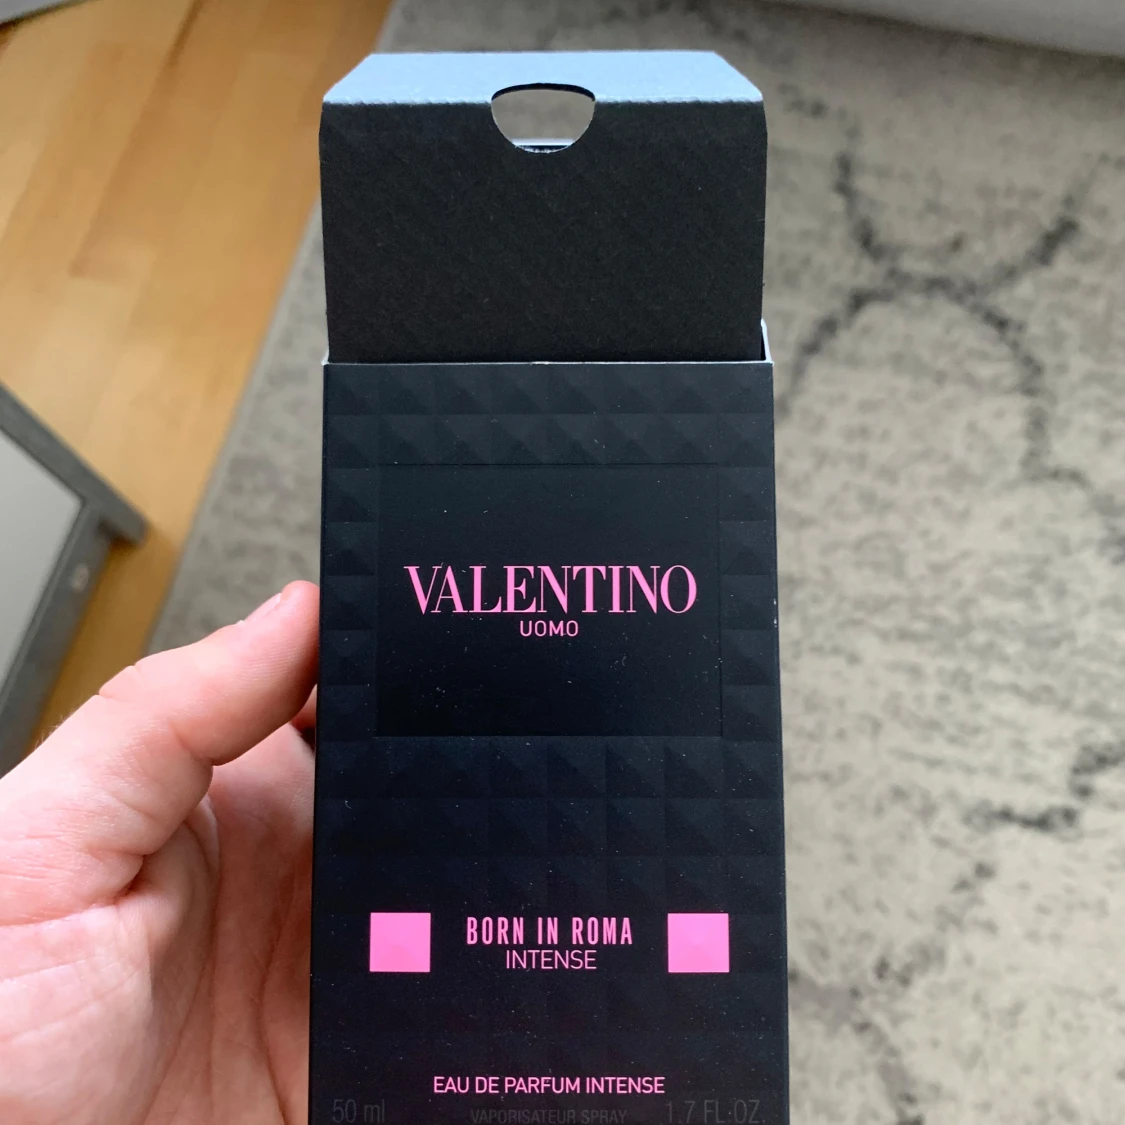 VALENTINO
UOMO
BORN IN ROMA
INTENSE
EAU DE PARFUM INTENSE
50 ml VAPORISATEUR SPRAY 1.7 FL.OZ.